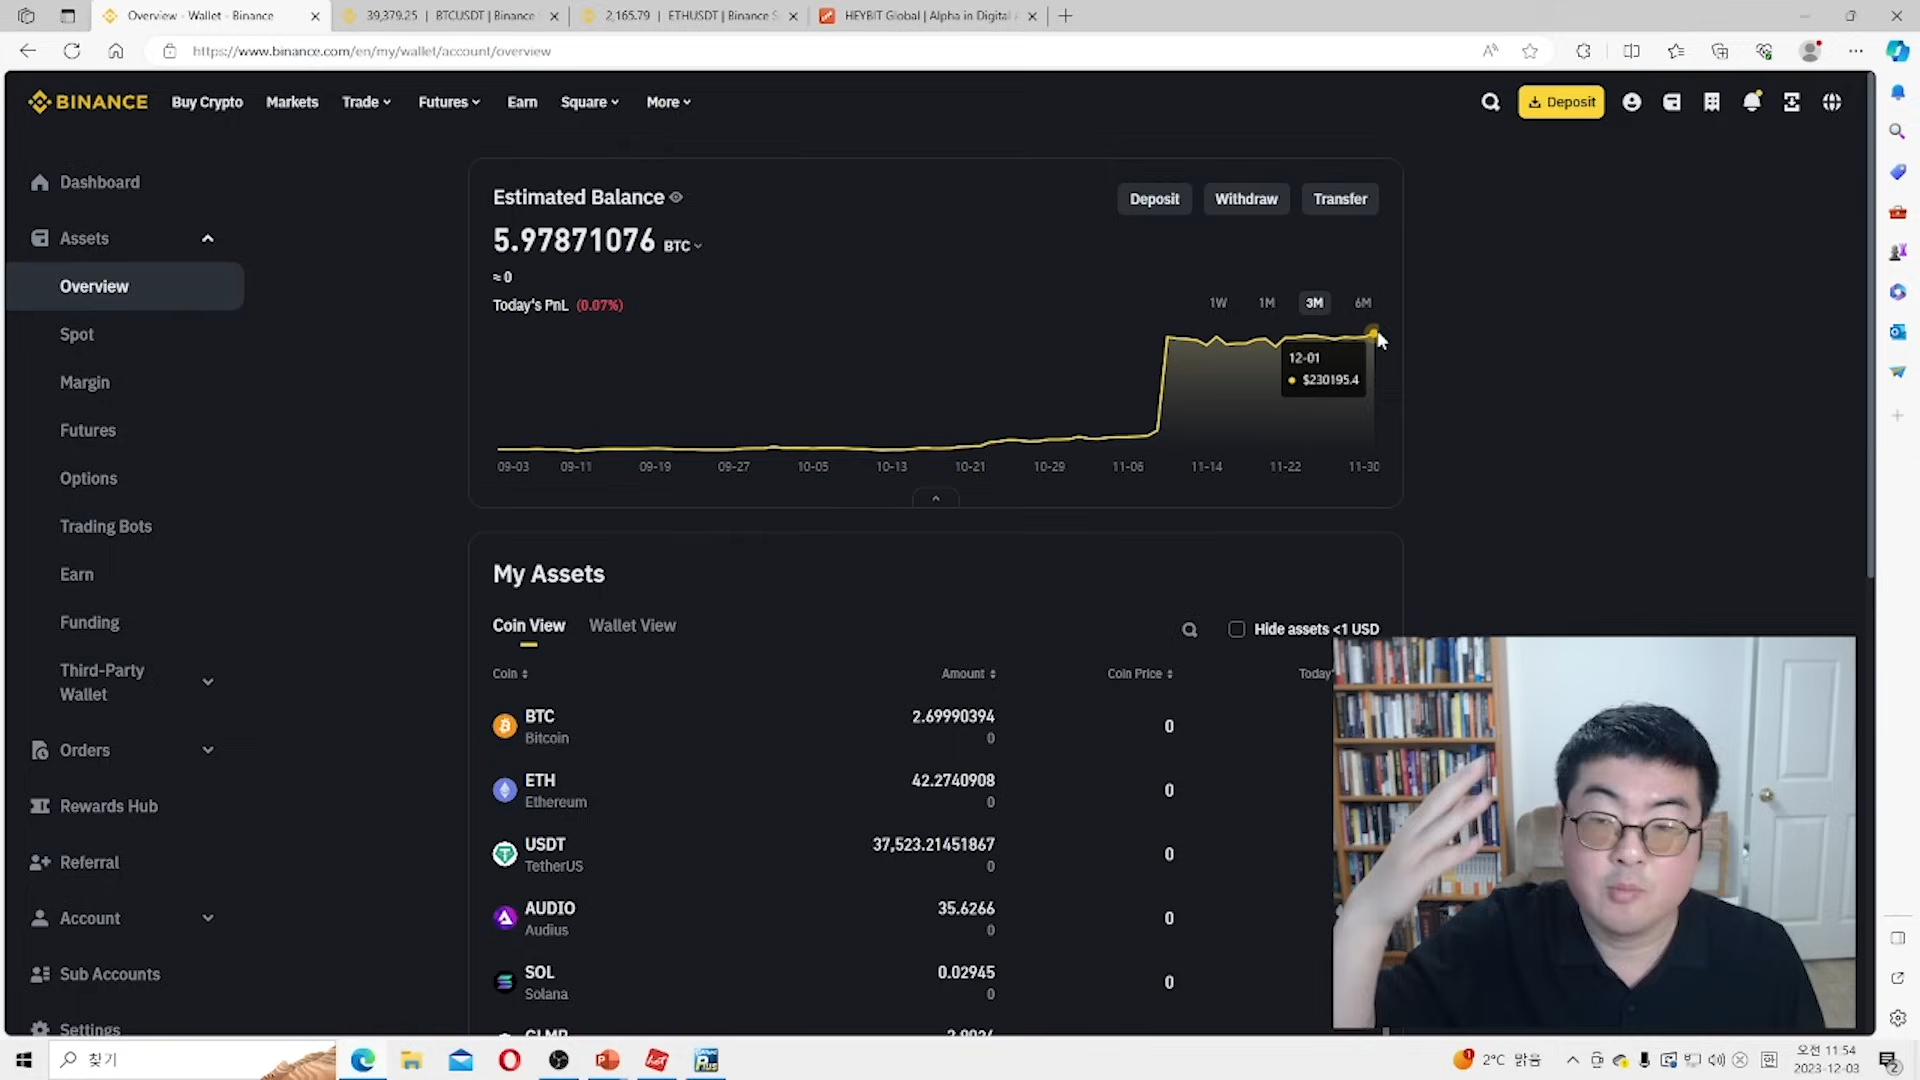 Overview - Wallet - Binance
39,379.25 | BTCUSDT | Binance
2,165.79 | ETHUSDT | Binance S
HEYBIT Global | Alpha in Digital
https://www.binance.com/en/my/wallet/account/overview
BINANCE
Buy Crypto
Markets
Trade
Futures
Earn
Square
More
Deposit
Dashboard
Assets
Overview
Spot
Margin
Futures
Options
Trading Bots
Earn
Funding
Third-Party
Wallet
Orders
Rewards Hub
Referral
Account
Sub Accounts
Settings
Estimated Balance
Deposit
Withdraw
Transfer
5.97871076 BTC
≈ 0
Today's PnL (0.07%)
1W 1M 3M 6M
12-01
$230195.4
09-03 09-11 09-19 09-27 10-05 10-13 10-21 10-29 11-06 11-14 11-22 11-30
My Assets
Coin View
Wallet View
Hide assets <1 USD
Coin
Amount
Coin Price
Today'
BTC 2.69990394 0
Bitcoin 0
ETH 42.2740908 0
Ethereum 0
USDT 37,523.21451867 0
TetherUS 0
AUDIO 35.6266 0
Audius 0
SOL 0.02945 0
Solana 0
찾기
2°C 맑음
오전 11:54
2023-12-03